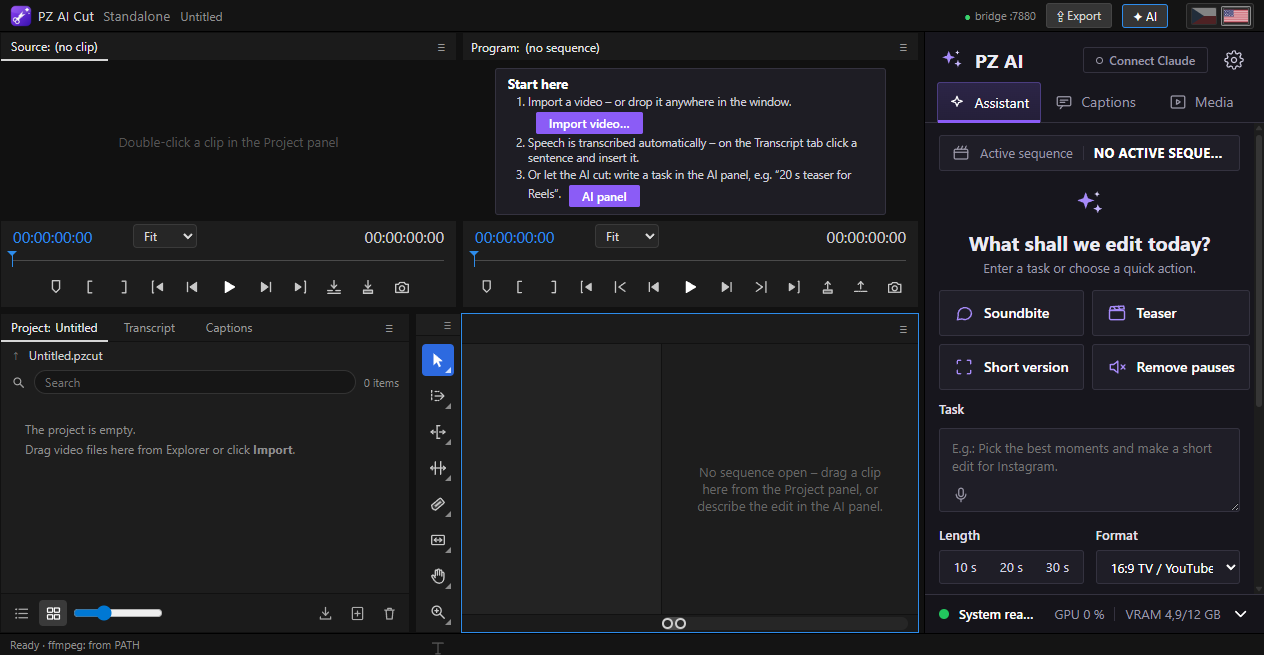 PZ AI Cut Standalone Untitled
bridge :7880 Export AI
Source: (no clip)
Double-click a clip in the Project panel
00:00:00:00 Fit 00:00:00:00
Program: (no sequence)
Start here
1. Import a video – or drop it anywhere in the window.
Import video...
2. Speech is transcribed automatically – on the Transcript tab click a
sentence and insert it.
3. Or let the AI cut: write a task in the AI panel, e.g. “20 s teaser for
Reels”. AI panel
00:00:00:00 Fit 00:00:00:00
Project: Untitled Transcript Captions
Untitled.pzcut
Search 0 items
The project is empty.
Drag video files here from Explorer or click Import.
No sequence open – drag a clip
here from the Project panel, or
describe the edit in the AI panel.
PZ AI Connect Claude
Assistant Captions Media
Active sequence NO ACTIVE SEQUE...
What shall we edit today?
Enter a task or choose a quick action.
Soundbite Teaser
Short version Remove pauses
Task
E.g.: Pick the best moments and make a short
edit for Instagram.
Length Format
10 s 20 s 30 s 16:9 TV / YouTube
System rea... GPU 0 % VRAM 4,9/12 GB
Ready · ffmpeg: from PATH